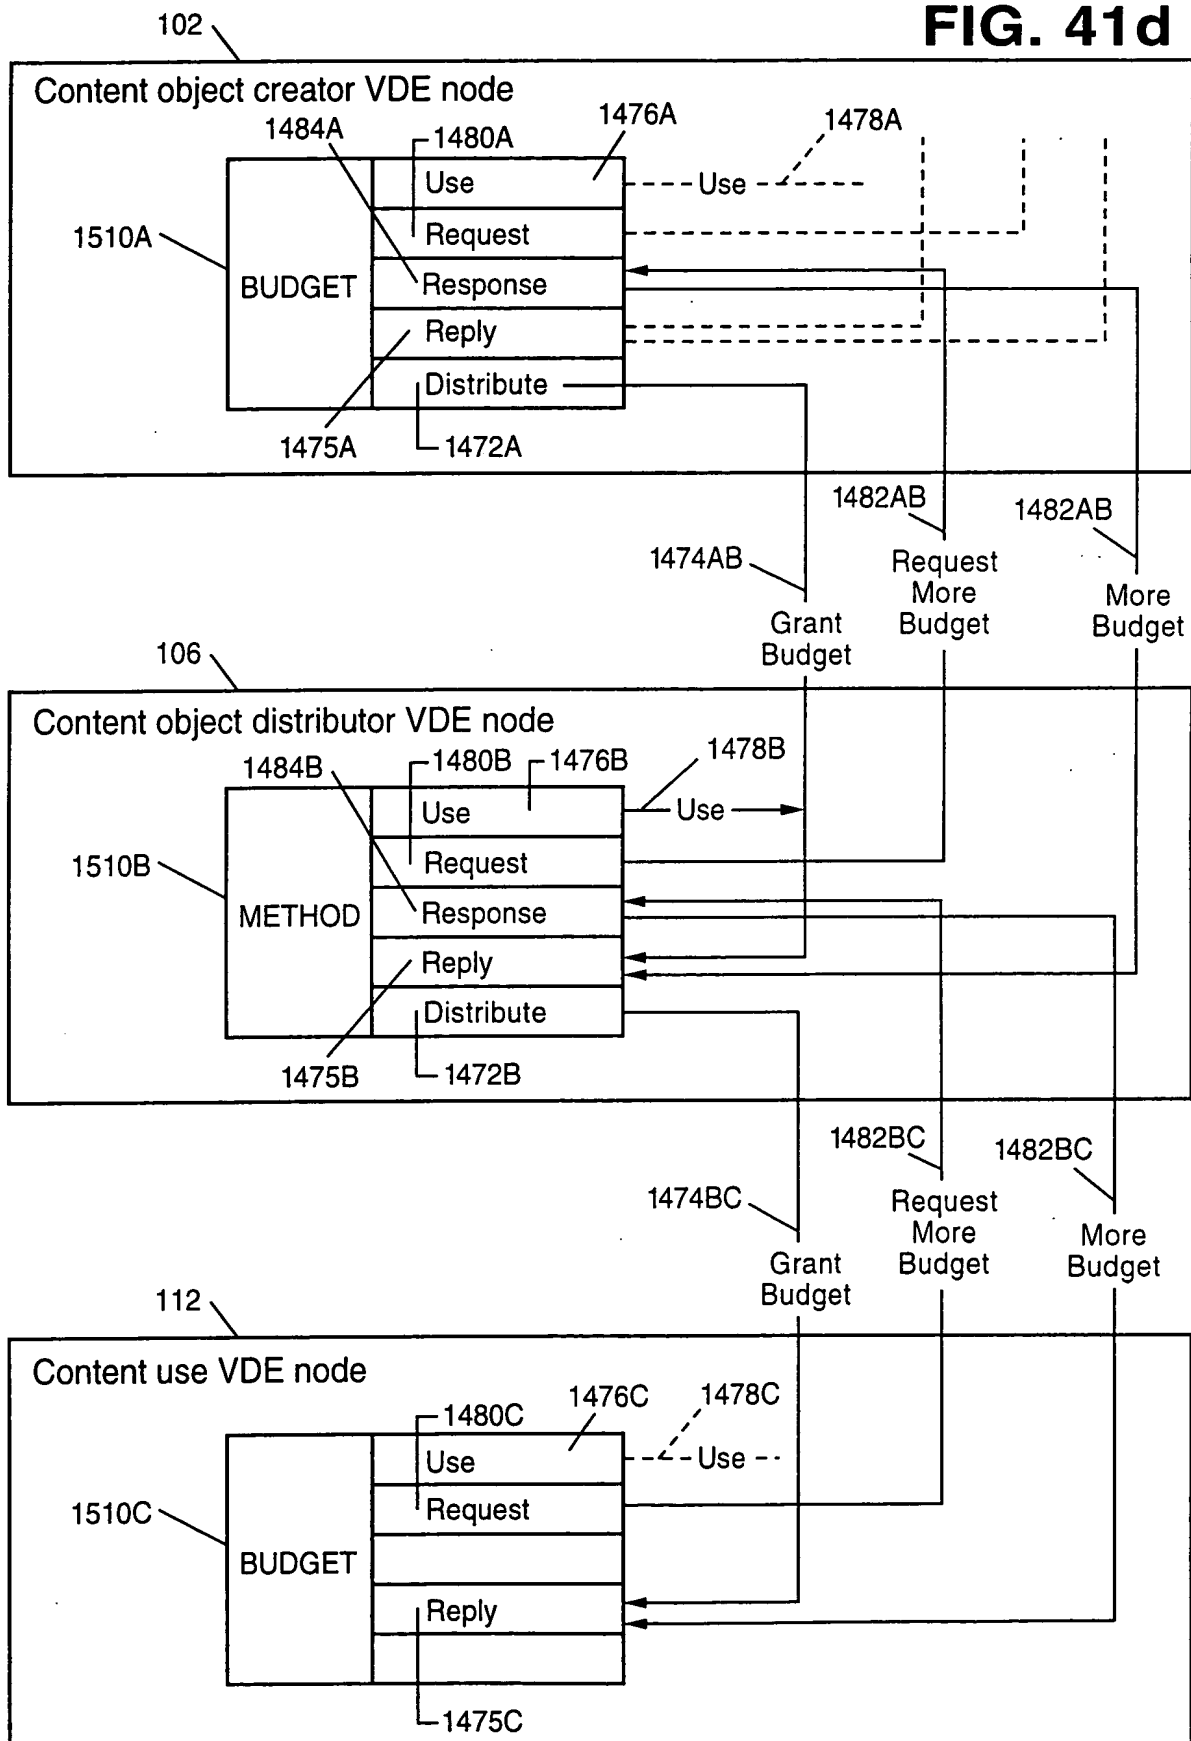 FIG. 41d
102
Content object creator VDE node
1484A
1480A
1476A
1478A
Use
Use
Request
1510A
BUDGET
Response
Reply
Distribute
1475A
1472A
1482AB
1482AB
1474AB
Request
More
Budget
More
Budget
Grant
Budget
106
Content object distributor VDE node
1484B
1480B
1476B
1478B
Use
Use
Request
1510B
METHOD
Response
Reply
Distribute
1475B
1472B
1482BC
1482BC
1474BC
Request
More
Budget
More
Budget
Grant
Budget
112
Content use VDE node
1480C
1476C
1478C
Use
Use
Request
1510C
BUDGET
Reply
1475C